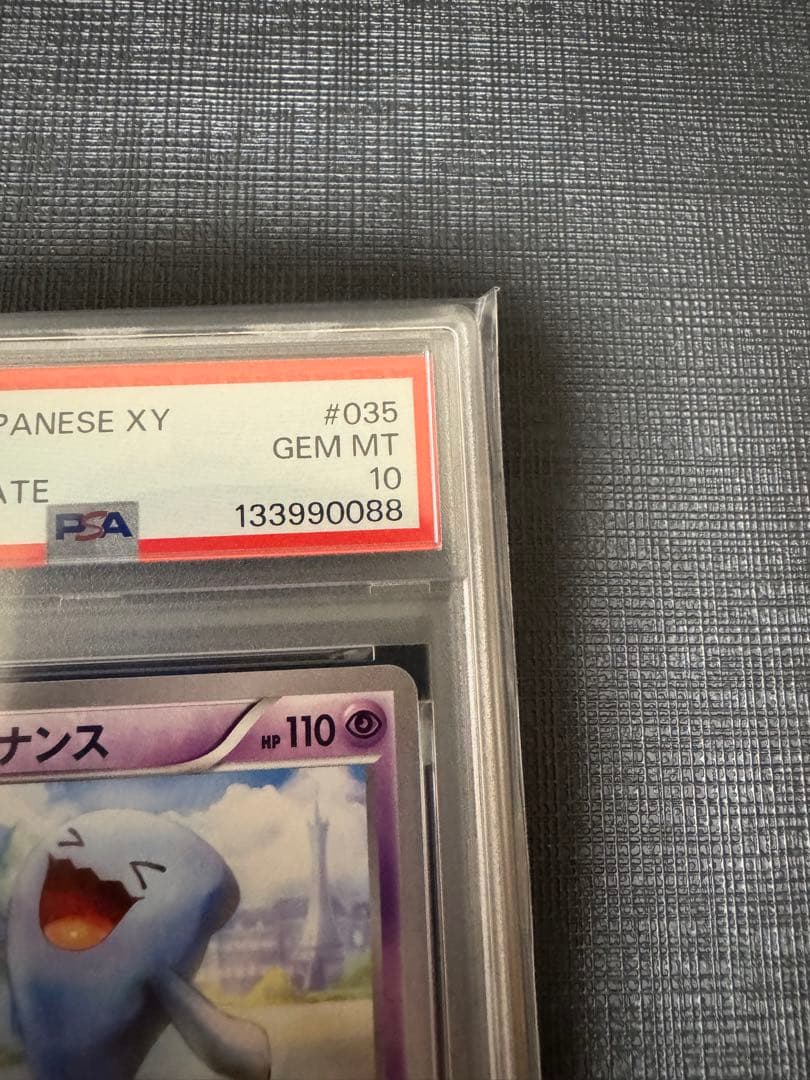 PANESE XY #035
GEM MT
ATE 10
PSA 133990088
ナンス HP 110